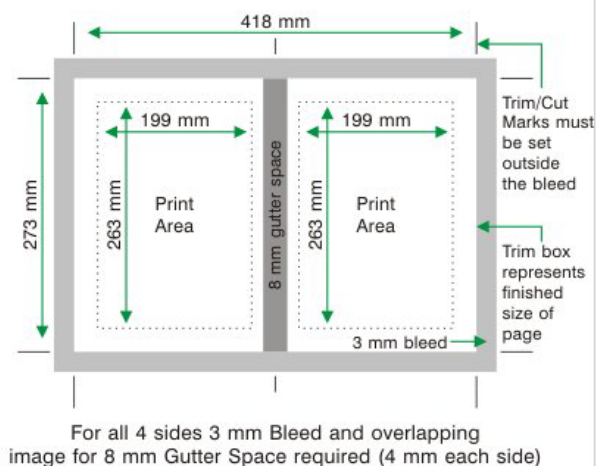 418 mm
Trim/Cut
Marks must
be set
outside
the bleed
199 mm
199 mm
273 mm
263 mm
Print
Area
8 mm gutter space
263 mm
Print
Area
Trim box
represents
finished
size of
page
3 mm bleed
For all 4 sides 3 mm Bleed and overlapping
image for 8 mm Gutter Space required (4 mm each side)